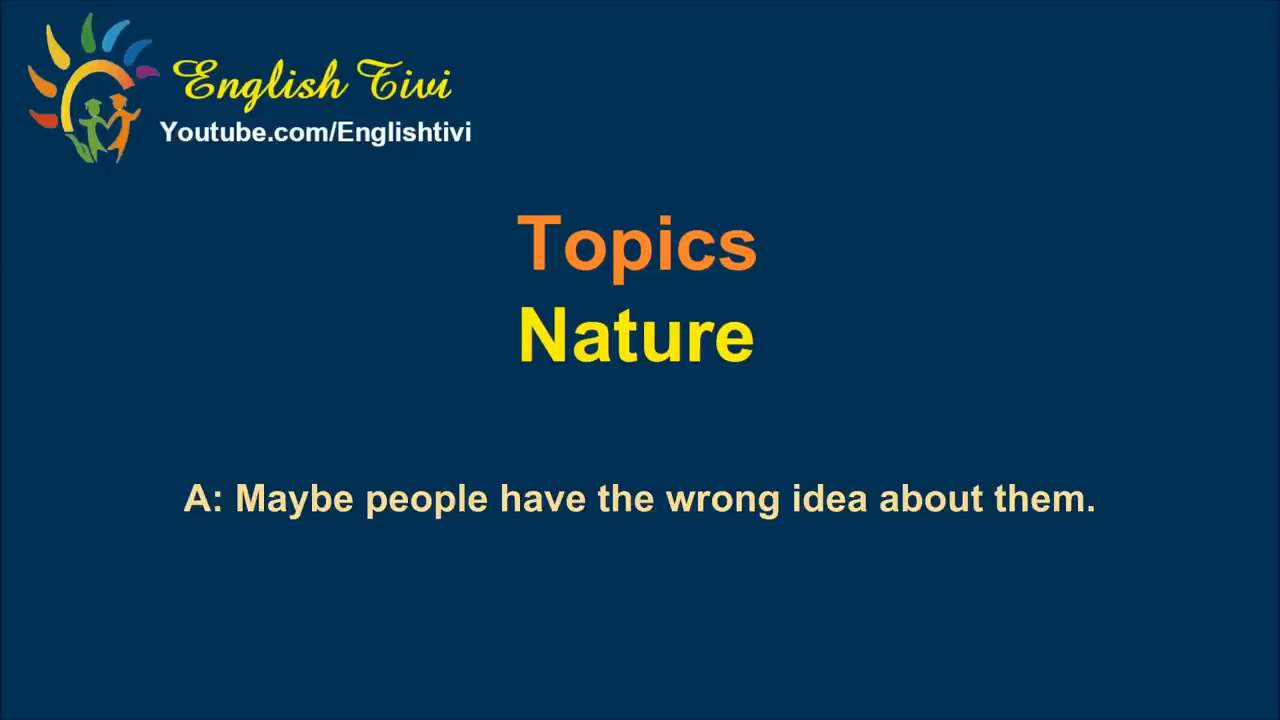 English Tivi
Youtube.com/Englishtivi
Topics
Nature
A: Maybe people have the wrong idea about them.